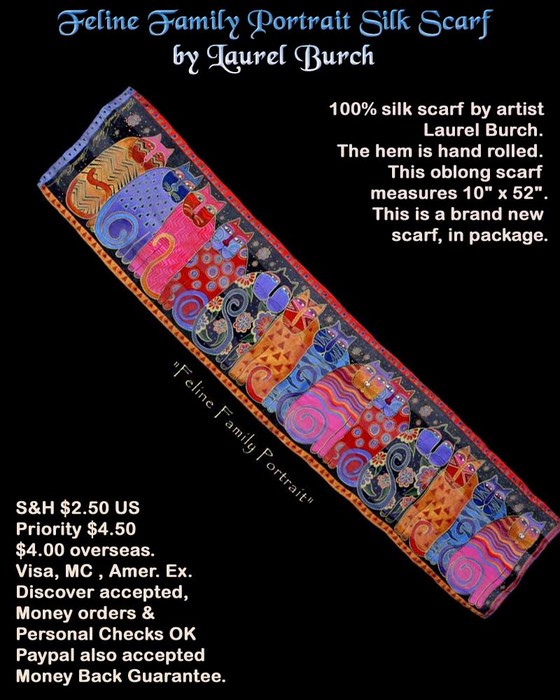 Feline Family Portrait Silk Scarf
by Laurel Burch
100% silk scarf by artist
Laurel Burch.
The hem is hand rolled.
This oblong scarf
measures 10" x 52".
This is a brand new
scarf, in package.
"Feline Family Portrait"
S&H $2.50 US
Priority $4.50
$4.00 overseas.
Visa, MC , Amer. Ex.
Discover accepted,
Money orders &
Personal Checks OK
Paypal also accepted
Money Back Guarantee.